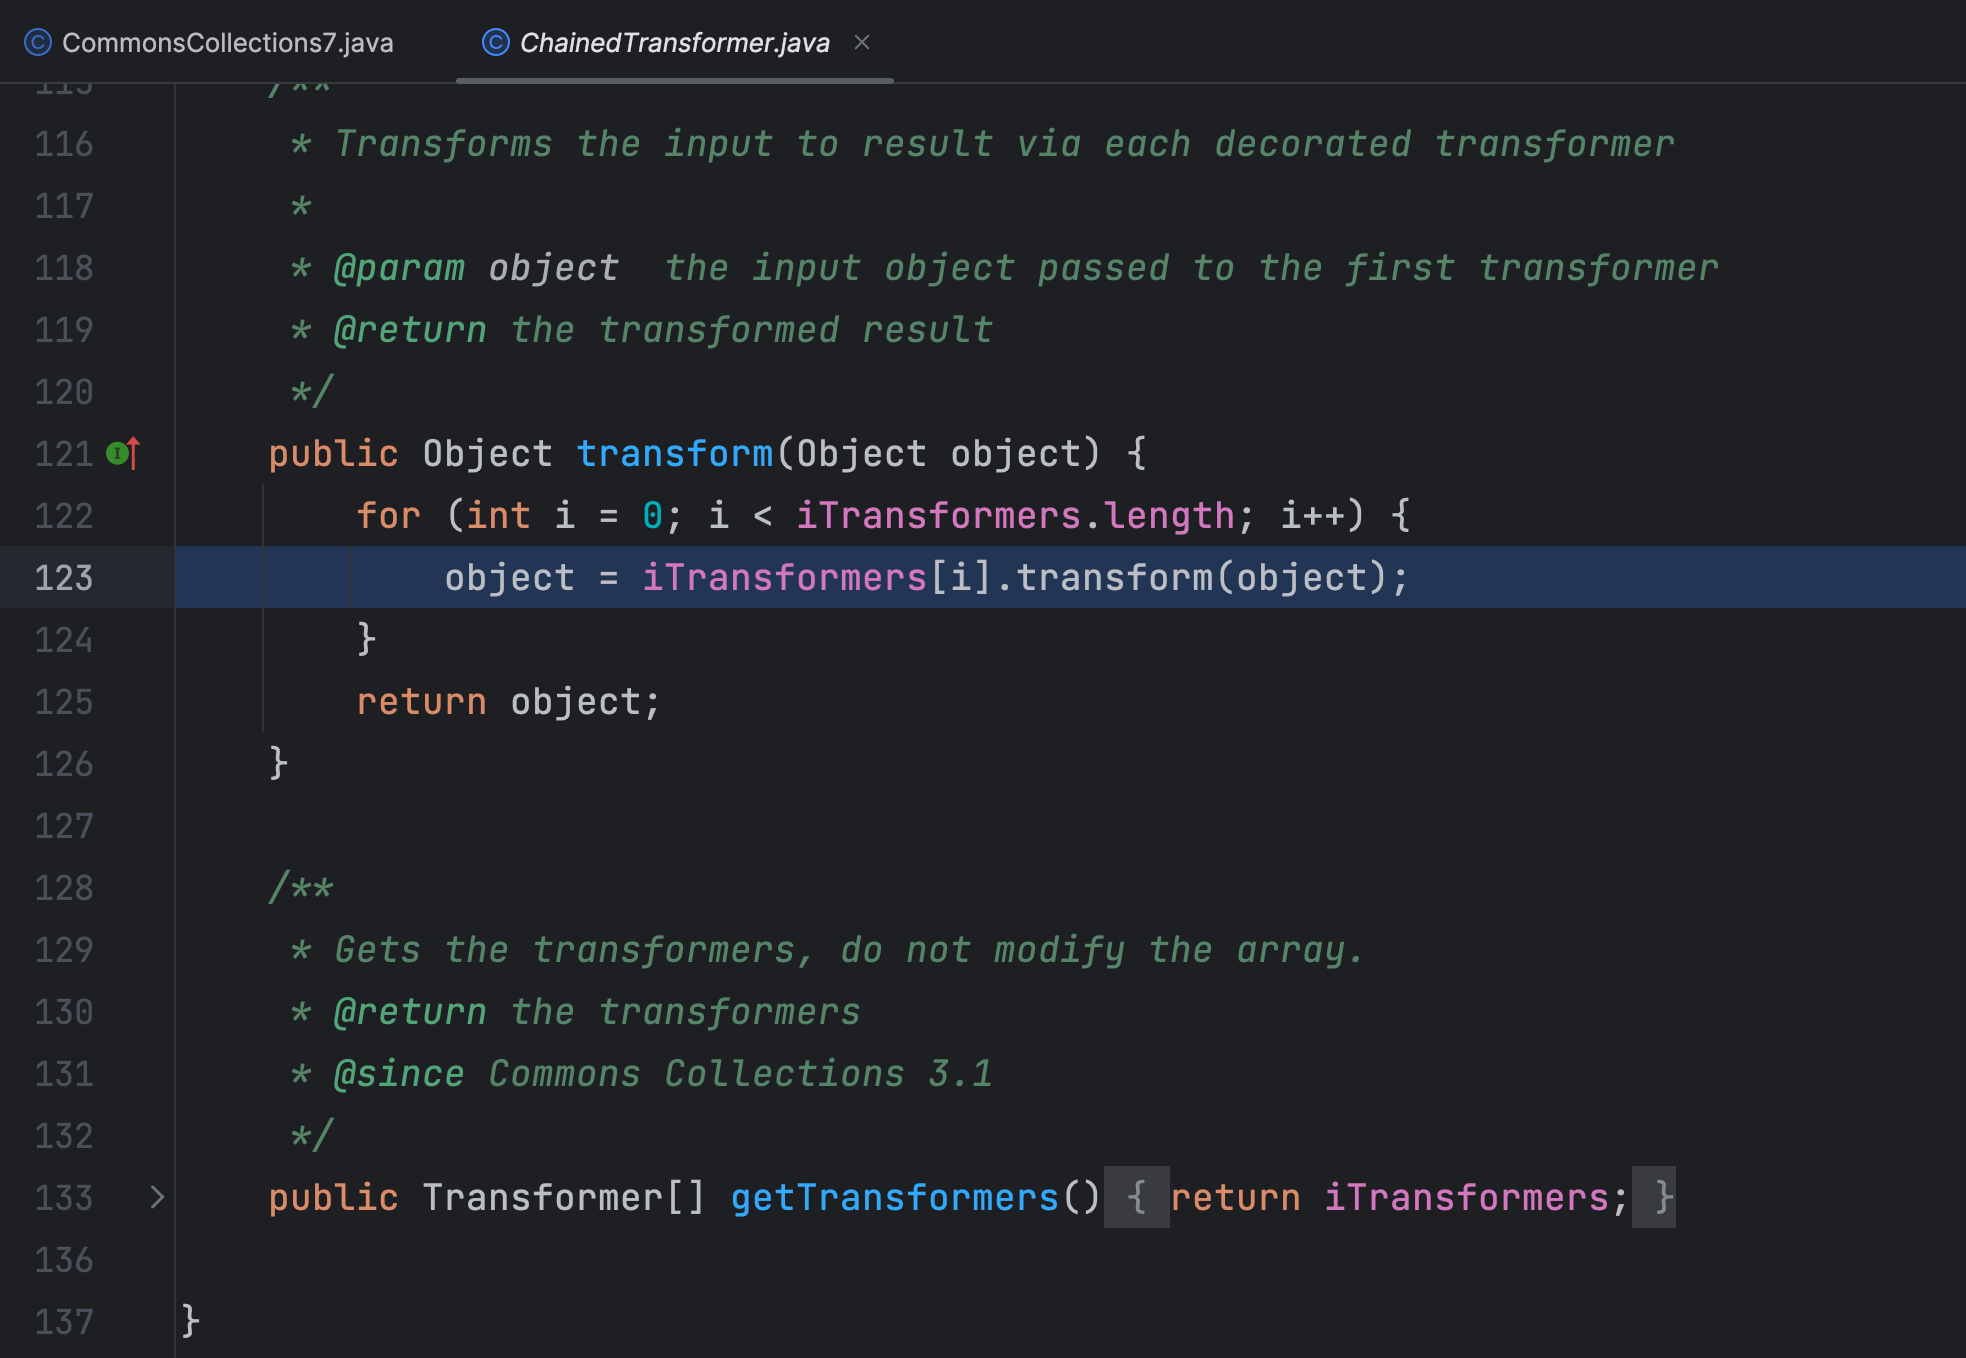 CommonsCollections7.java ChainedTransformer.java
115 /**
116 * Transforms the input to result via each decorated transformer
117 *
118 * @param object  the input object passed to the first transformer
119 * @return the transformed result
120 */
121 public Object transform(Object object) {
122 for (int i = 0; i < iTransformers.length; i++) {
123 object = iTransformers[i].transform(object);
124 }
125 return object;
126 }
127
128 /**
129 * Gets the transformers, do not modify the array.
130 * @return the transformers
131 * @since Commons Collections 3.1
132 */
133 public Transformer[] getTransformers() { return iTransformers; }
136
137 }